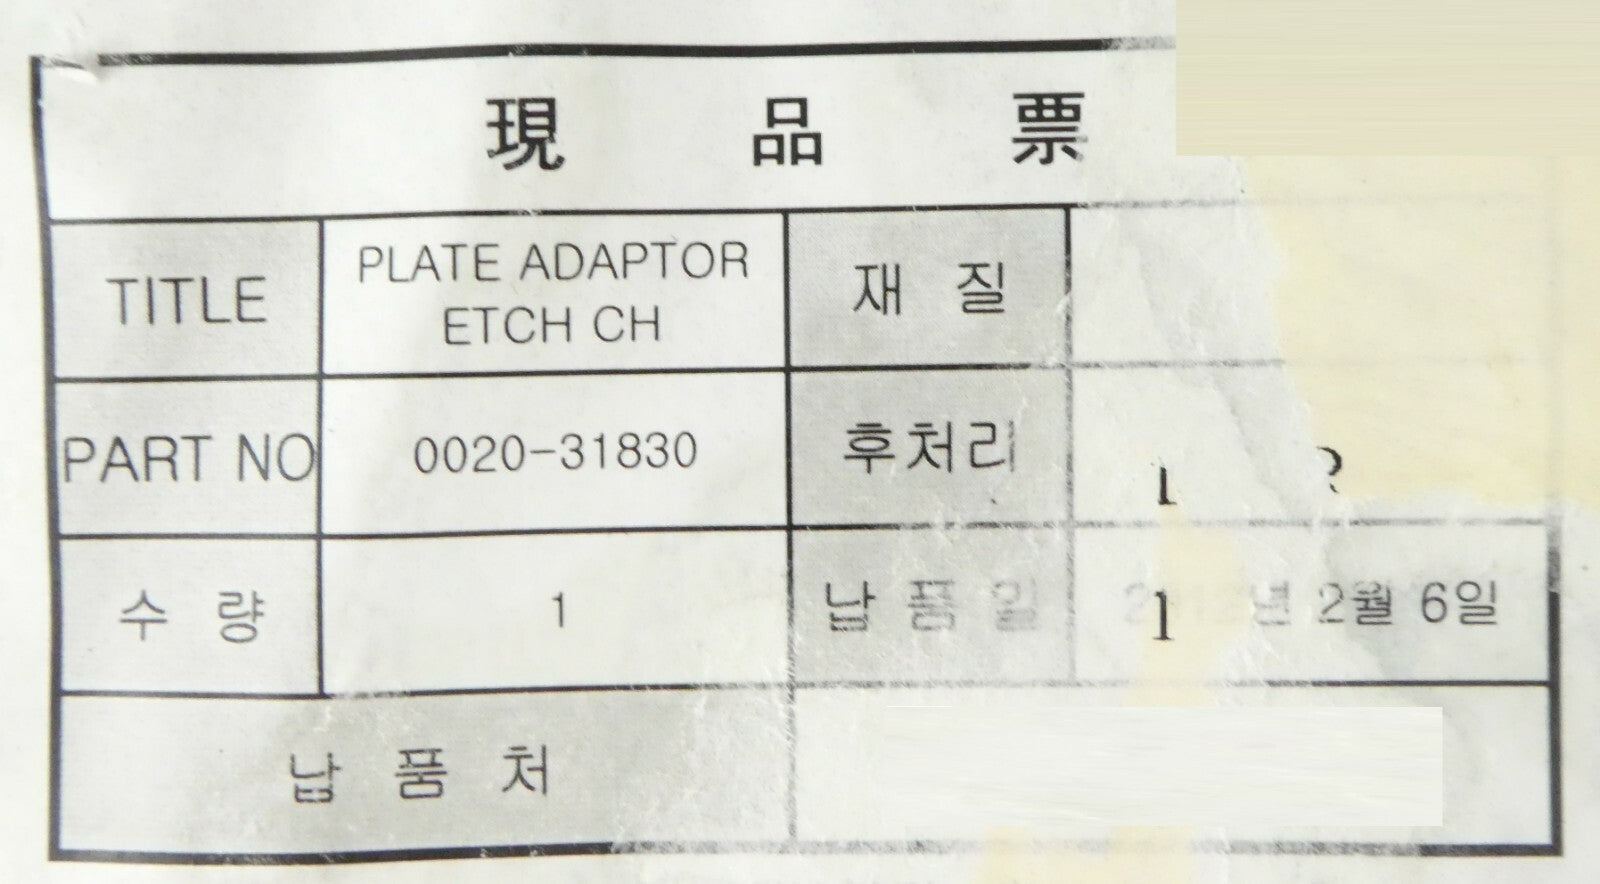 現 品 票
TITLE PLATE ADAPTOR ETCH CH 재 질
PART NO 0020-31830 후처리
수 량 1 납 품 일 2월 6일
납 품 처